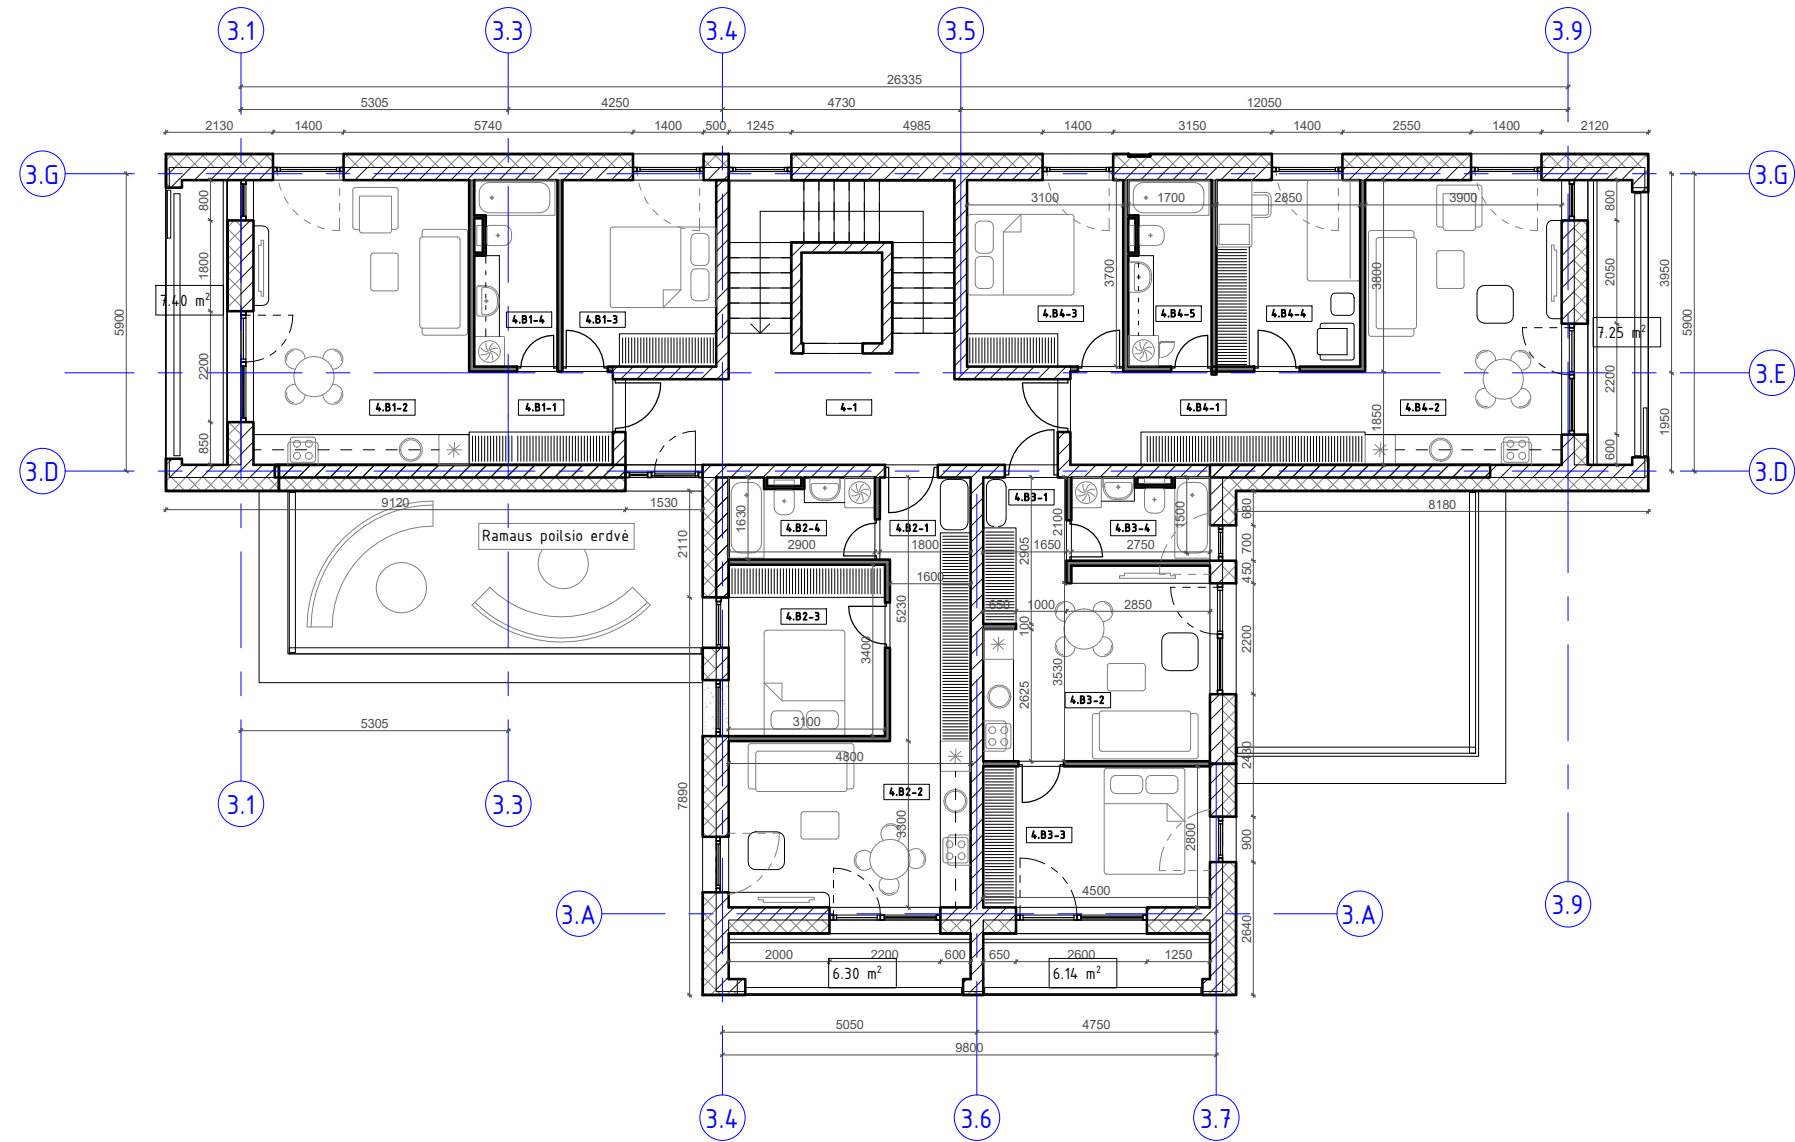 3.1 3.3 3.4 3.5 3.9
26335
5305 4250 4730 12050
2130 1400 5740 1400 500 1245 4985 1400 3150 1400 2550 1400 2120
3.G 3.G
800 3100 1700 2850 3900 800
1800 3700 3800 2050 3950
7.40 m² 7.25 m²
5900 5900
4.B1-4 4.B1-3 4.B4-3 4.B4-5 4.B4-4
2200 2200
3.E
4.B1-2 4.B1-1 4-1 4.B4-1 4.B4-2
850 1850 600 1950
3.D 3.D
9120 1530 8180
4.B3-1
1630 2100 1500 680
Ramaus poilsio erdvė
4.B2-4 4.B2-1 4.B3-4
2900 1800 1650 2750
2110 2905 700
1600 450
5230
650 1000 2850
4.B2-3
3400 100 2200
3530
2625
4.B3-2
3100
5305
4800 2430
4.B2-2
7890
3.1 3.3
3300
4.B3-3
2800 900
4500
3.A 3.A
3.9
2640
2000 2200 600 650 2600 1250
6.30 m² 6.14 m²
5050 4750
9800
3.4 3.6 3.7